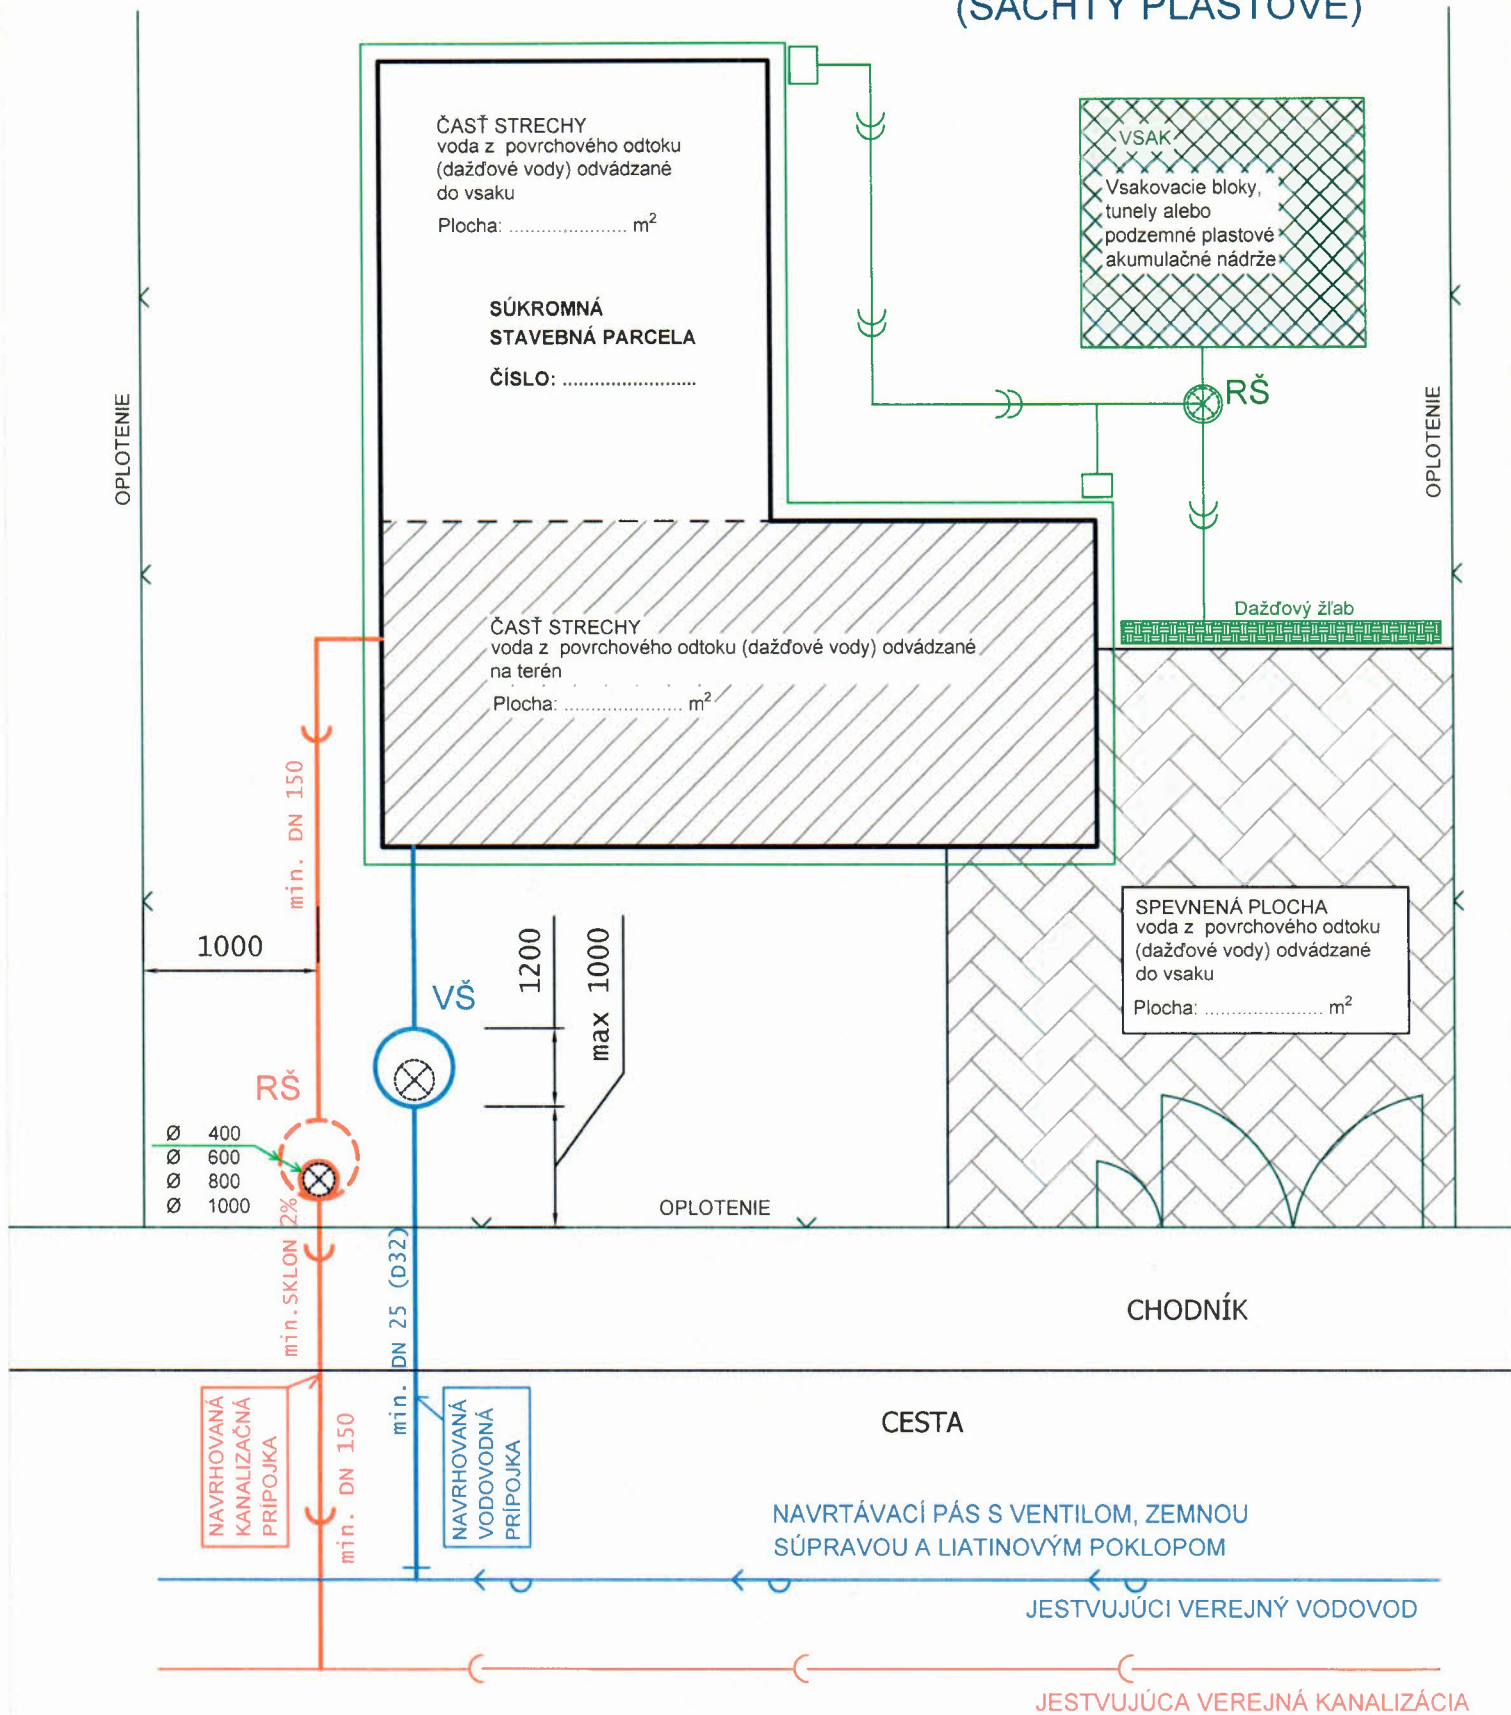 (ŠACHTY PLASTOVÉ)
ČASŤ STRECHY
voda z povrchového odtoku
(dažďové vody) odvádzané
do vsaku
Plocha: ...................... m²
VSAK
Vsakovacie bloky,
tunely alebo
podzemné plastové
akumulačné nádrže
SÚKROMNÁ
STAVEBNÁ PARCELA
ČÍSLO: .........................
RŠ
OPLOTENIE
OPLOTENIE
Dažďový žľab
ČASŤ STRECHY
voda z povrchového odtoku (dažďové vody) odvádzané
na terén
Plocha: ...................... m²
min. DN 150
SPEVNENÁ PLOCHA
voda z povrchového odtoku
(dažďové vody) odvádzané
do vsaku
Plocha: ...................... m²
1000
VŠ
1200
max 1000
RŠ
Ø 400
Ø 600
Ø 800
Ø 1000
OPLOTENIE
min.SKLON 2%
min. DN 25 (D32)
CHODNÍK
CESTA
NAVRHOVANÁ
KANALIZAČNÁ
PRÍPOJKA
min. DN 150
NAVRHOVANÁ
VODOVODNÁ
PRÍPOJKA
NAVRTÁVACÍ PÁS S VENTILOM, ZEMNOU
SÚPRAVOU A LIATINOVÝM POKLOPOM
JESTVUJÚCI VEREJNÝ VODOVOD
JESTVUJÚCA VEREJNÁ KANALIZÁCIA